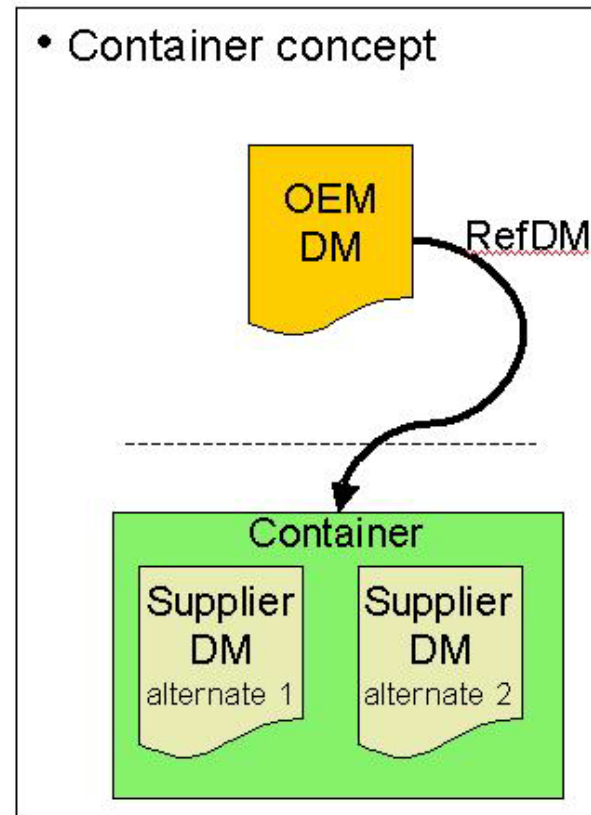 • Container concept
OEM
DM
RefDM
Container
Supplier
DM
alternate 1
Supplier
DM
alternate 2